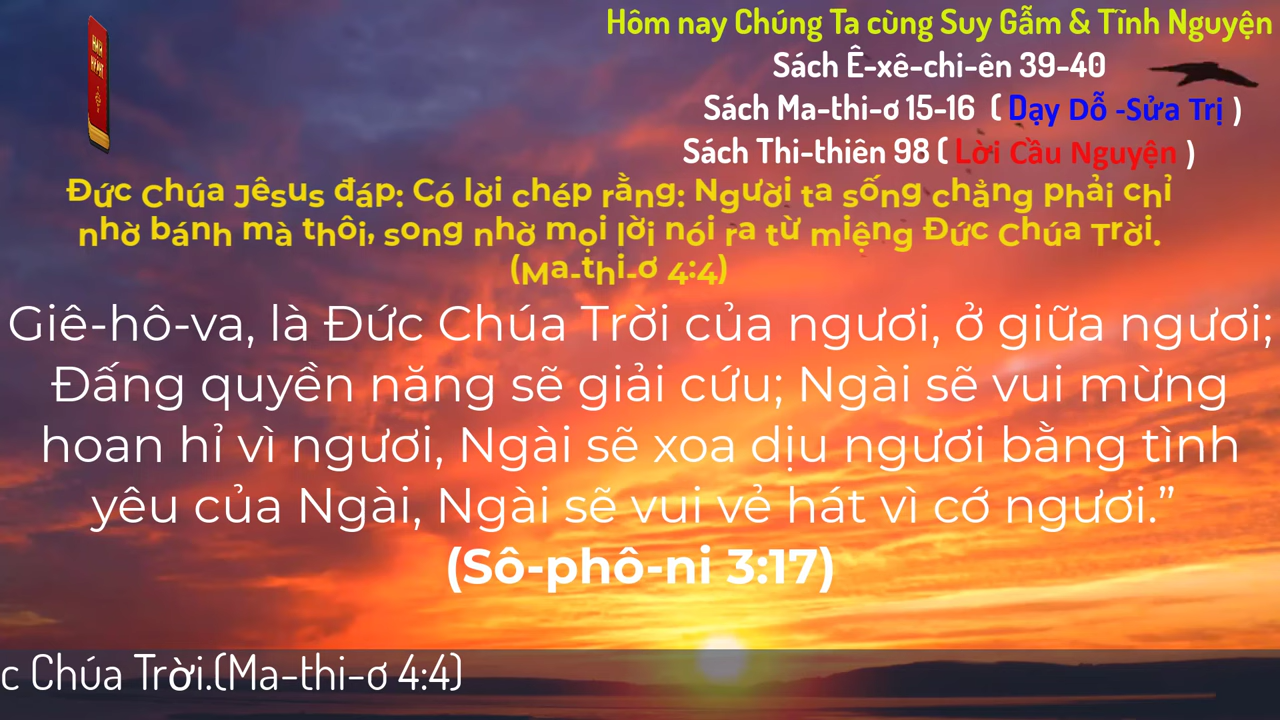 Hôm nay Chúng Ta cùng Suy Gẫm & Tĩnh Nguyện
Sách Ê-xê-chi-ên 39-40
Sách Ma-thi-ơ 15-16 ( Dạy Dỗ -Sửa Trị )
Sách Thi-thiên 98 ( Lời Cầu Nguyện )
Đức Chúa Jêsus đáp: Có lời chép rằng: Người ta sống chẳng phải chỉ
nhờ bánh mà thôi, song nhờ mọi lời nói ra từ miệng Đức Chúa Trời.
(Ma-thi-ơ 4:4)
Giê-hô-va, là Đức Chúa Trời của ngươi, ở giữa ngươi;
Đấng quyền năng sẽ giải cứu; Ngài sẽ vui mừng
hoan hỉ vì ngươi, Ngài sẽ xoa dịu ngươi bằng tình
yêu của Ngài, Ngài sẽ vui vẻ hát vì cớ ngươi.”
(Sô-phô-ni 3:17)
c Chúa Trời.(Ma-thi-ơ 4:4)